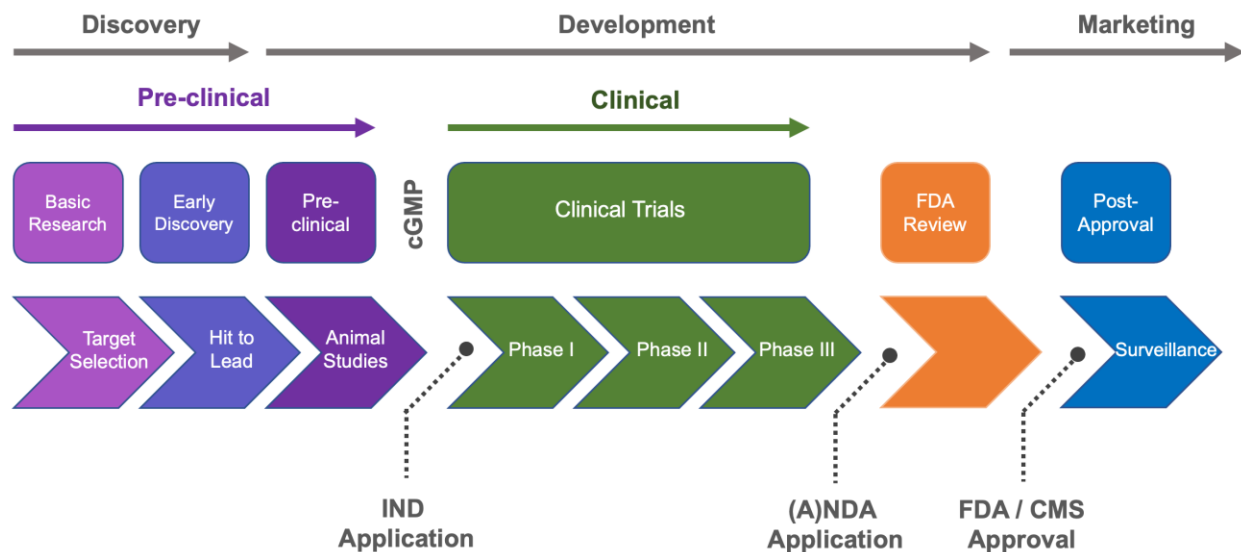 Discovery
Development
Marketing
Pre-clinical
Clinical
Basic
Research
Early
Discovery
Pre-
clinical
cGMP
Clinical Trials
FDA
Review
Post-
Approval
Target
Selection
Hit to
Lead
Animal
Studies
Phase I
Phase II
Phase III
Surveillance
IND
Application
(A)NDA
Application
FDA / CMS
Approval